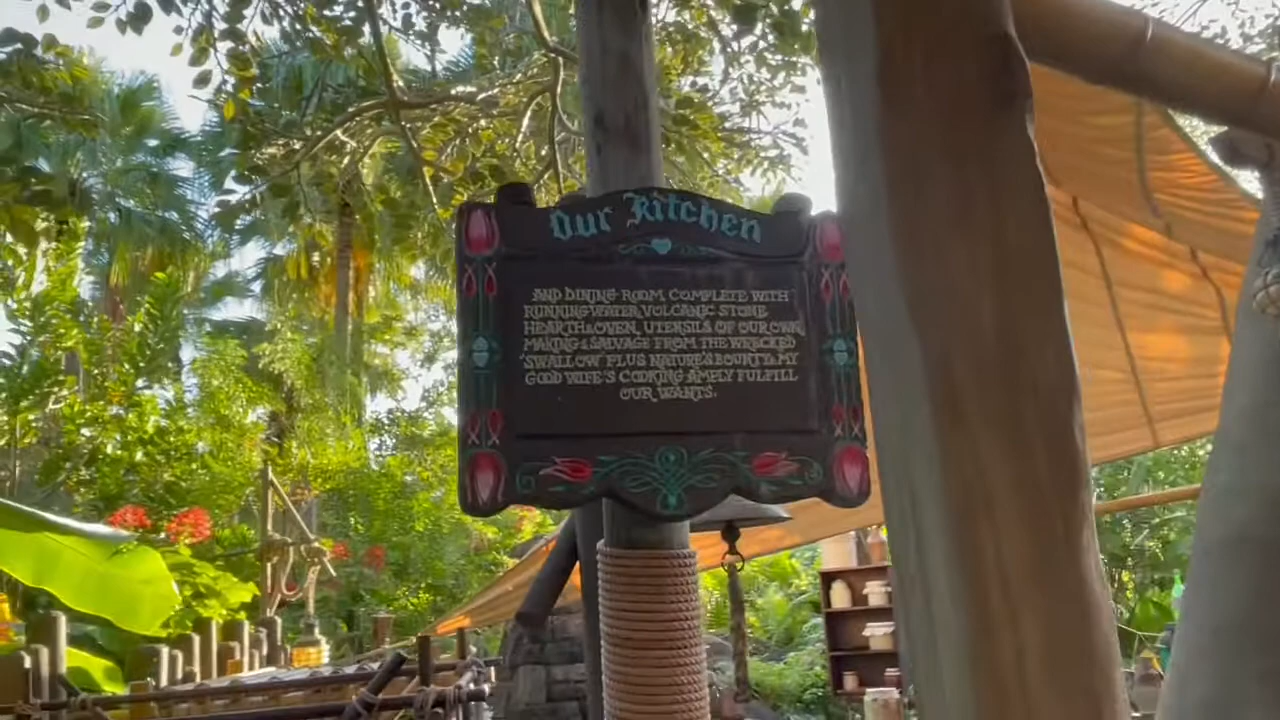 Our Kitchen
AND DINING ROOM COMPLETE WITH
RUNNING WATER, VOLCANIC STONE
HEARTH & OVEN, UTENSILS OF OUR OWN
MAKING & SALVAGE FROM THE WRECKED
'SWALLOW' PLUS NATURE'S BOUNTY & MY
GOOD WIFE'S COOKING AMPLY FULFILL
OUR WANTS.